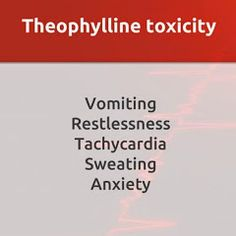 Theophylline toxicity
Vomiting
Restlessness
Tachycardia
Sweating
Anxiety